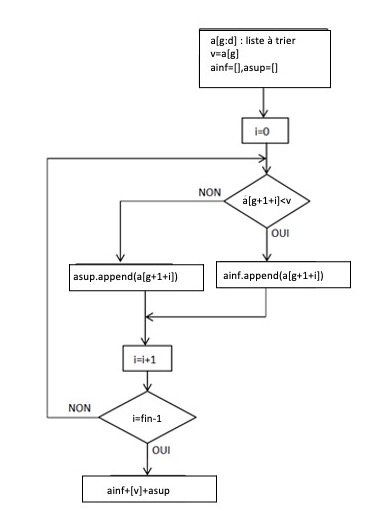 a[g:d] : liste à trier
v=a[g]
ainf=[],asup=[]
i=0
NON
a[g+1+i]<v
OUI
asup.append(a[g+1+i])
ainf.append(a[g+1+i])
i=i+1
NON
i=fin-1
OUI
ainf+[v]+asup